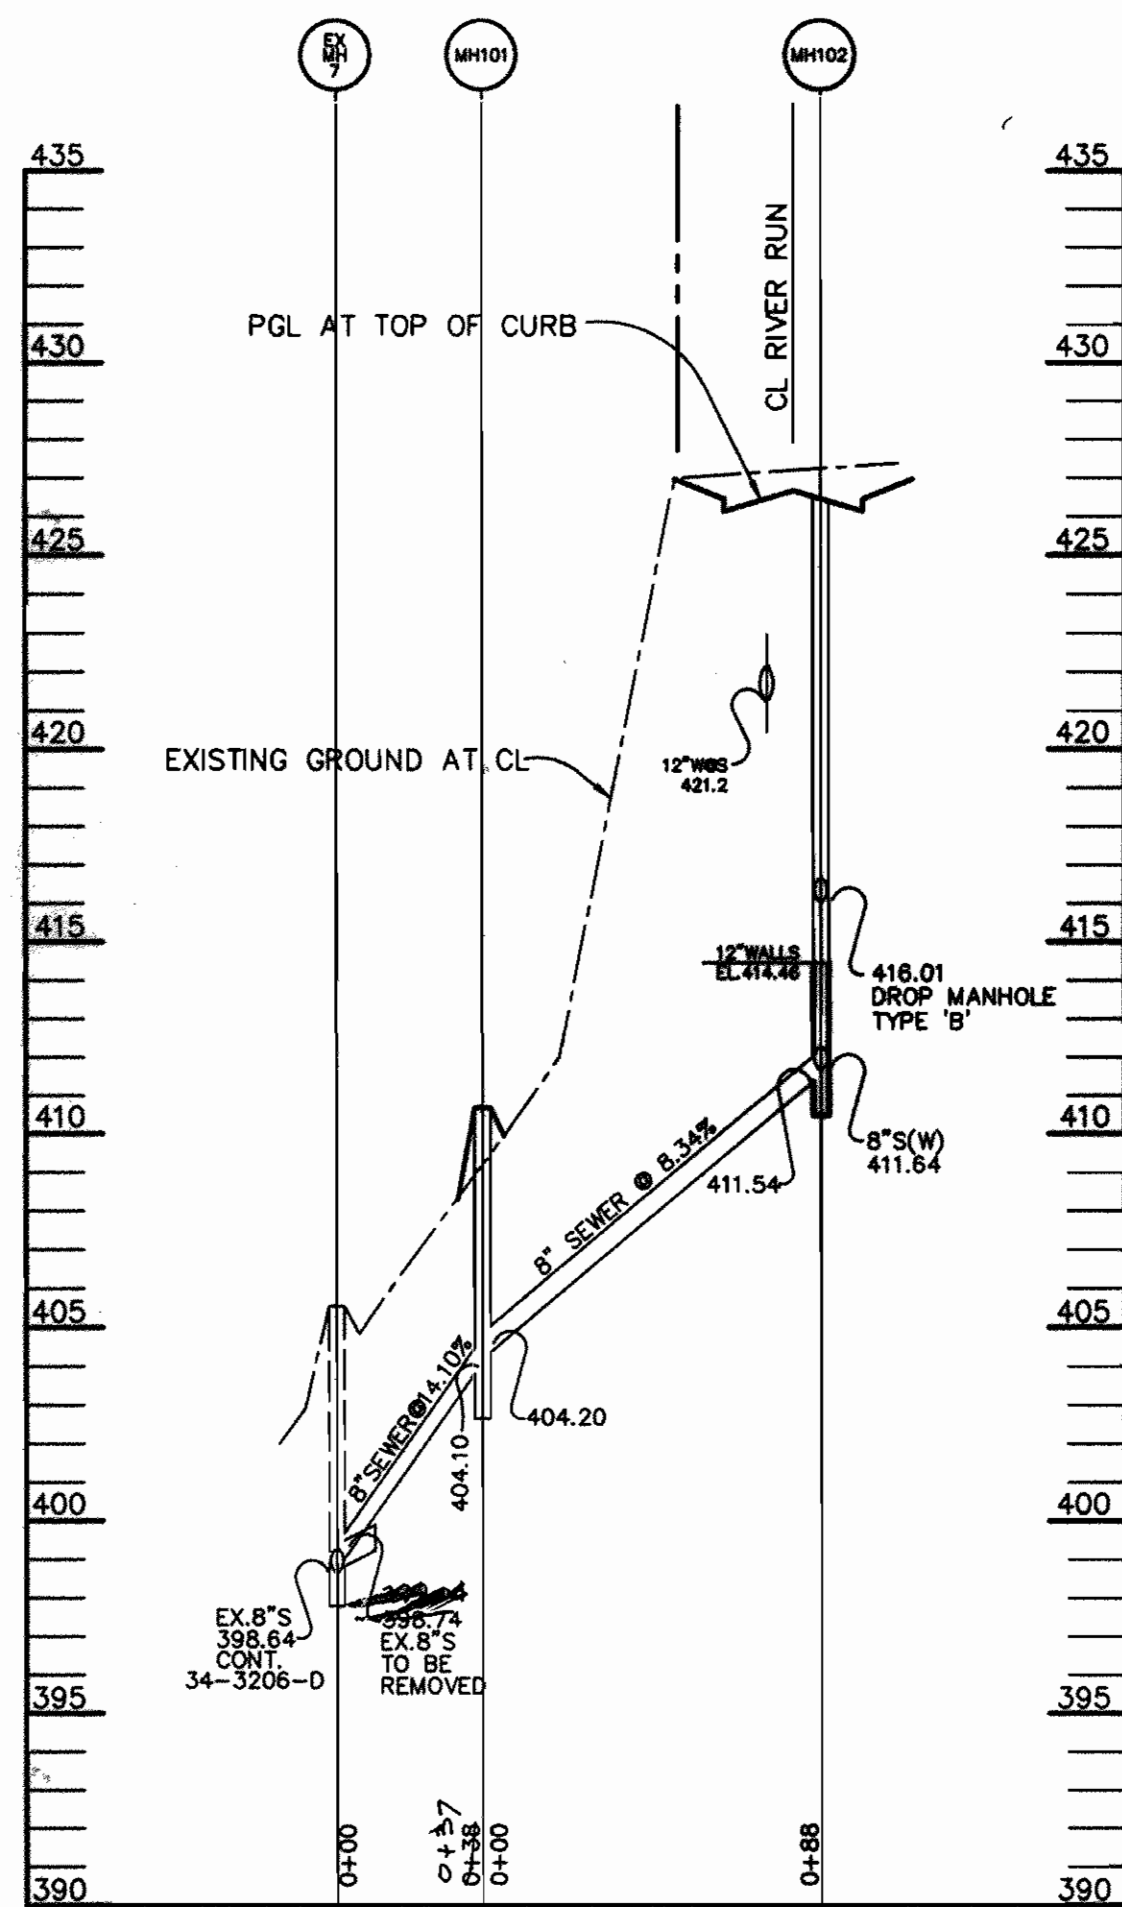 EX
MH
7
MH101
MH102
435
435
CL RIVER RUN
PGL AT TOP OF CURB
430
430
425
425
420
420
EXISTING GROUND AT CL
12"W&S
421.2
415
415
12"WALLS
EL.414.46
416.01
DROP MANHOLE
TYPE 'B'
410
410
8" SEWER @ 8.34%
411.54
8"S(W)
411.64
405
405
8"SEWER@14.10%
404.10
404.20
400
400
398.74
EX.8"S
TO BE
REMOVED
EX.8"S
398.64
CONT.
34-3206-D
395
395
0+00
0+37
0+38
0+00
0+88
390
390